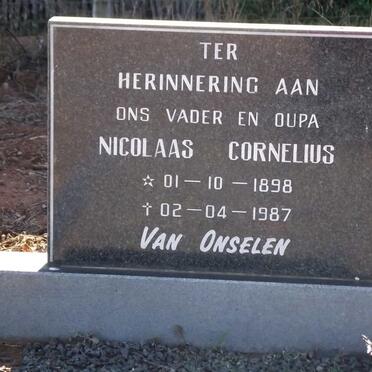 TER
HERINNERING AAN
ONS VADER EN OUPA
NICOLAAS CORNELIUS
☆ 01-10-1898
† 02-04-1987
VAN ONSELEN